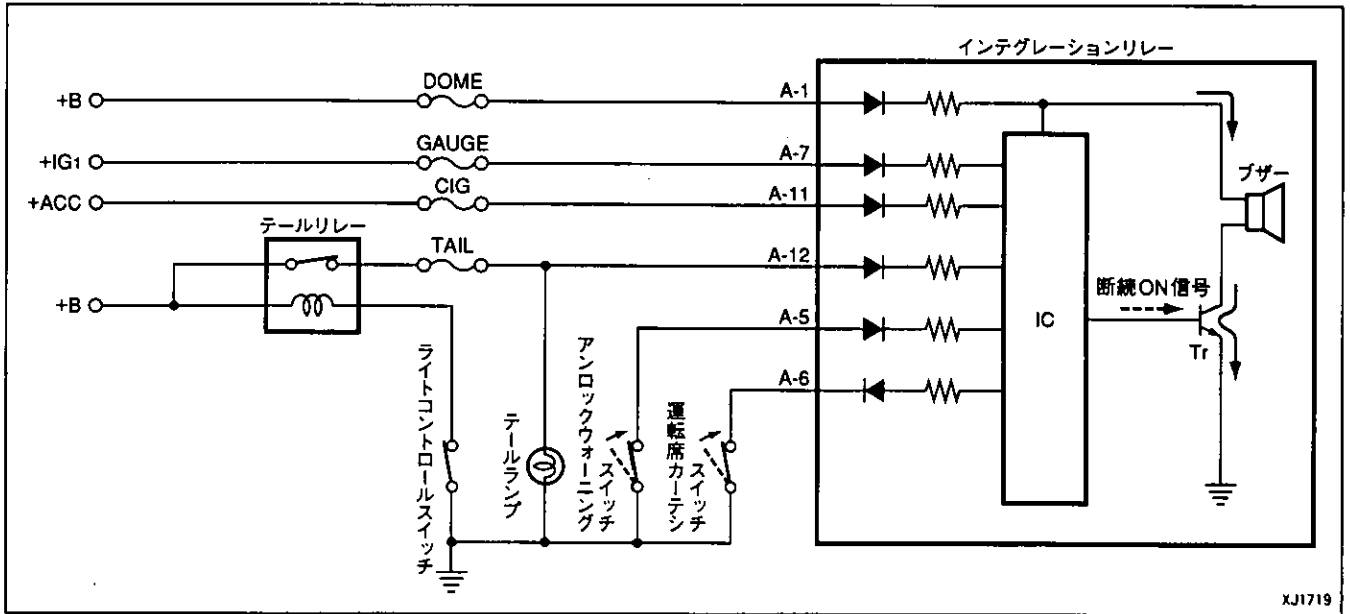 インテグレーションリレー
+B
DOME
A-1
+IG1
GAUGE
A-7
+ACC
CIG
A-11
ブザー
テールリレー
TAIL
A-12
+B
断続ON信号
IC
A-5
Tr
A-6
ライトコントロールスイッチ
テールランプ
アンロックウォーニング
スイッチ
運転席カーテシ
スイッチ
XJ1719